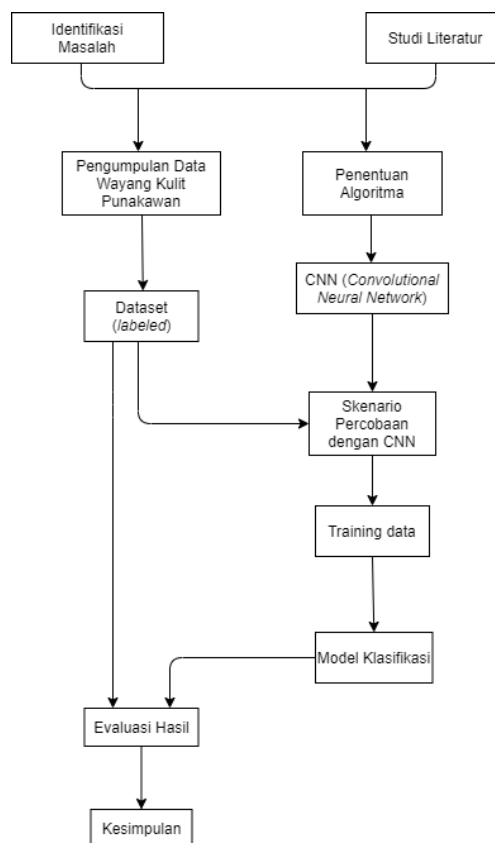 Identifikasi
Masalah
Studi Literatur
Pengumpulan Data
Wayang Kulit
Punakawan
Penentuan
Algoritma
CNN (Convolutional
Neural Network)
Dataset
(labeled)
Skenario
Percobaan
dengan CNN
Training data
Model Klasifikasi
Evaluasi Hasil
Kesimpulan